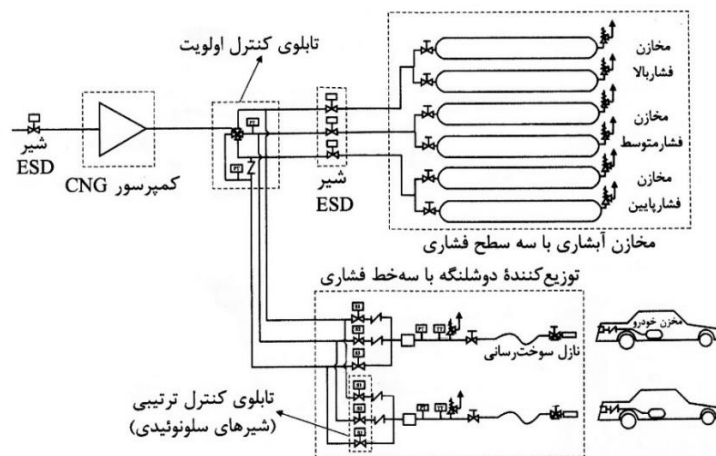 تابلوی کنترل اولویت
مخازن
فشاربالا
مخازن
فشارمتوسط
مخازن
فشارپایین
شیر
ESD
کمپرسور CNG
شیر
ESD
مخازن آبشاری با سه سطح فشاری
توزیع‌کنندۀ دوشلنگه با سه‌خط فشاری
مخزن خودرو
نازل سوخت‌رسانی
تابلوی کنترل ترتیبی
(شیرهای سلونوئیدی)